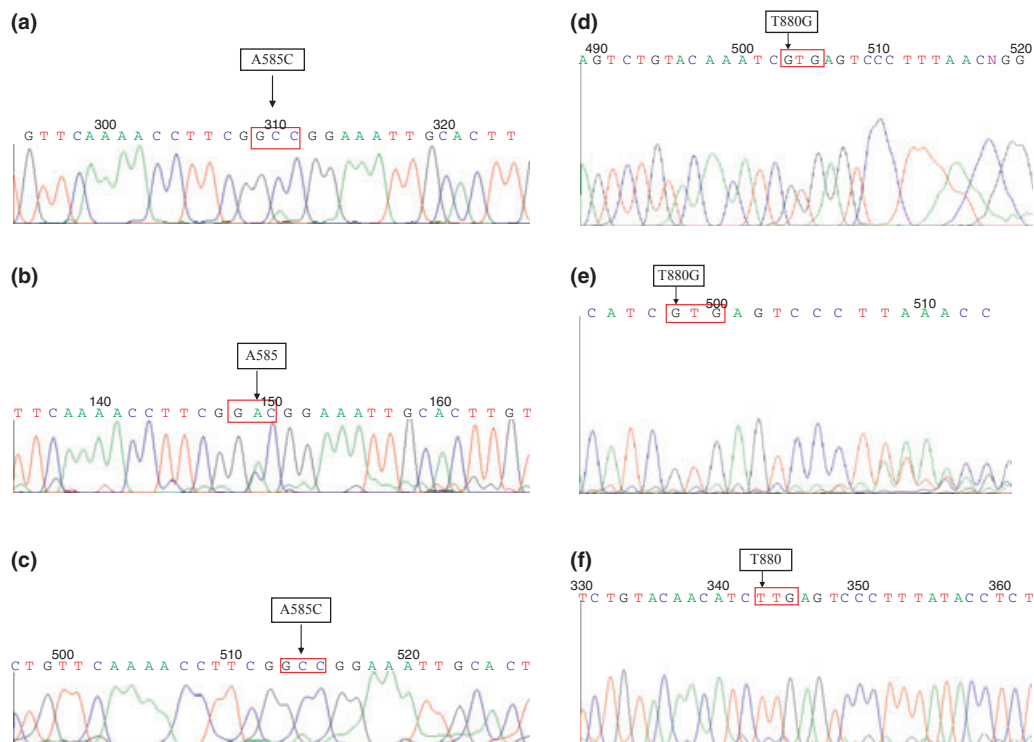 (a)
A585C
300 310 320
G T T C A A A A C C T T C G G C C G G A A A T T G C A C T T
(b)
A585
140 150 160
T T C A A A A C C T T C G G A C G G A A A T T G C A C T T G T
(c)
A585C
500 510 520
C T G T T C A A A A C C T T C G G C C G G A A A T T G C A C T
(d)
T880G
490 500 510 520
A G T C T G T A C A A A T C G T G A G T C C C T T T A A C N G G
(e)
T880G
500 510
C A T C G T G A G T C C C T T A A A C C
(f)
T880
330 340 350 360
T C T G T A C A A C A T C T T G A G T C C C T T T A T A C C T C T